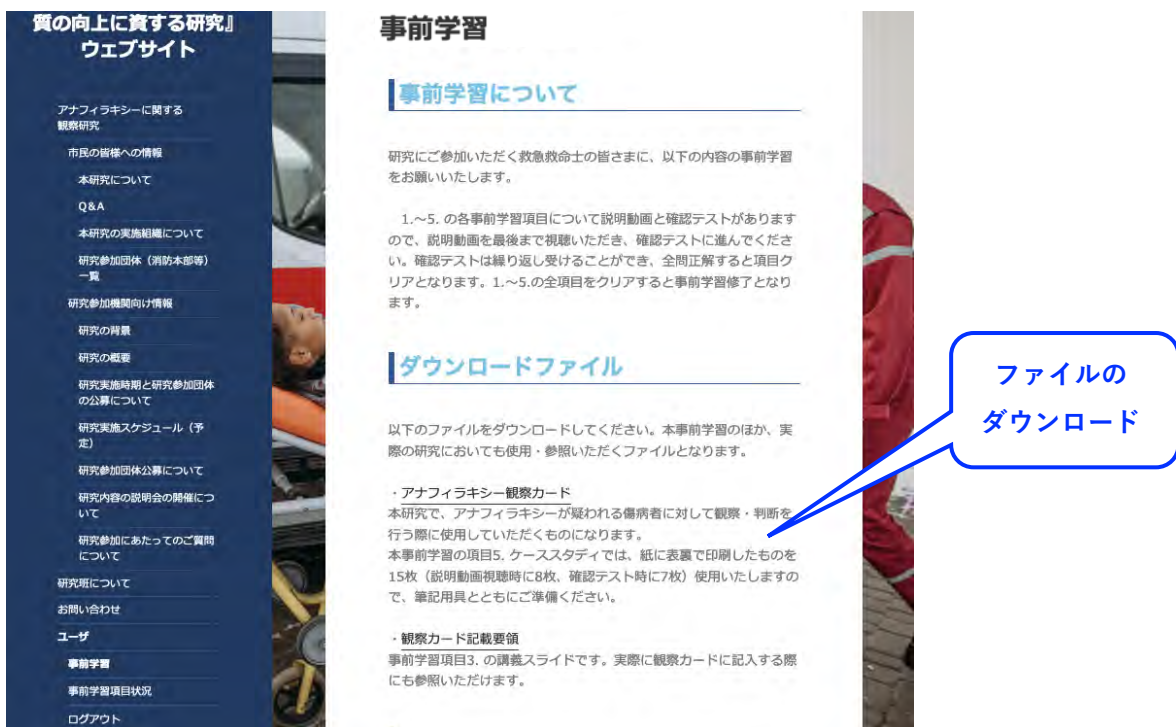 質の向上に資する研究』
ウェブサイト
アナフィラキシーに関する
観察研究
市民の皆様への情報
本研究について
Q&A
本研究の実施組織について
研究参加団体（消防本部等）
一覧
研究参加機関向け情報
研究の背景
研究の概要
研究実施時期と研究参加団体
の公募について
研究実施スケジュール（予
定）
研究参加団体公募について
研究内容の説明会の開催につ
いて
研究参加にあたってのご質問
について
研究班について
お問い合わせ
ユーザ
事前学習
事前学習項目状況
ログアウト
事前学習
事前学習について
研究にご参加いただく救急救命士の皆さまに、以下の内容の事前学習
をお願いいたします。
1.～5. の各事前学習項目について説明動画と確認テストがあります
ので、説明動画を最後まで視聴いただき、確認テストに進んでくださ
い。確認テストは繰り返し受けることができ、全問正解すると項目ク
リアとなります。1.～5.の全項目をクリアすると事前学習修了となり
ます。
ダウンロードファイル
以下のファイルをダウンロードしてください。本事前学習のほか、実
際の研究においても使用・参照いただくファイルとなります。
・アナフィラキシー観察カード
本研究で、アナフィラキシーが疑われる傷病者に対して観察・判断を
行う際に使用していただくものになります。
本事前学習の項目5. ケーススタディでは、紙に表裏で印刷したものを
15枚（説明動画視聴時に8枚、確認テスト時に7枚）使用いたしますの
で、筆記用具とともにご準備ください。
・観察カード記載要領
事前学習項目3. の講義スライドです。実際に観察カードに記入する際
にも参照いただけます。
ファイルの
ダウンロード